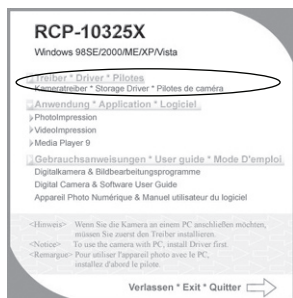 RCP-10325X
Windows 98SE/2000/ME/XP/Vista
Treiber * Driver * Pilotes
Kameratreiber * Storage Driver * Pilotes de caméra
Anwendung * Application * Logiciel
PhotoImpression
VideoImpression
Media Player 9
Gebrauchsanweisungen * User guide * Mode D'emploi
Digitalkamera & Bildbearbeitungsprogramme
Digital Camera & Software User Guide
Appareil Photo Numérique & Manuel utilisateur du logiciel
<Hinweis> Wenn Sie die Kamera an einem PC anschließen möchten,
müssen Sie zuerst den Treiber installieren.
<Notice> To use the camera with PC, install Driver first.
<Remarque> Pour utiliser l'appareil photo avec le PC,
installez d'abord le pilote.
Verlassen * Exit * Quitter